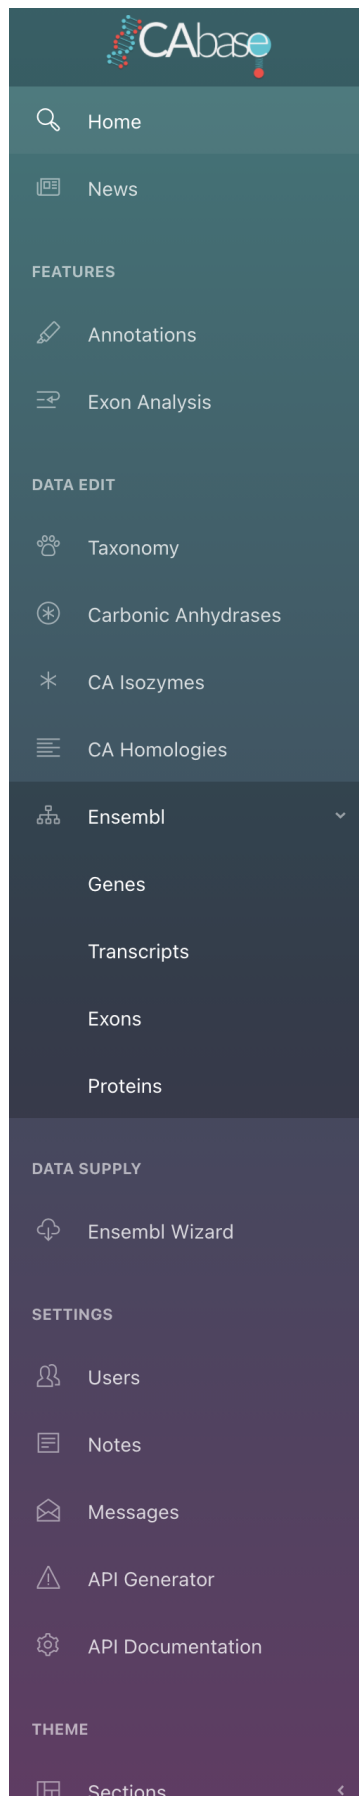 CAbase
Home
News
FEATURES
Annotations
Exon Analysis
DATA EDIT
Taxonomy
Carbonic Anhydrases
CA Isozymes
CA Homologies
Ensembl
Genes
Transcripts
Exons
Proteins
DATA SUPPLY
Ensembl Wizard
SETTINGS
Users
Notes
Messages
API Generator
API Documentation
THEME
Sections